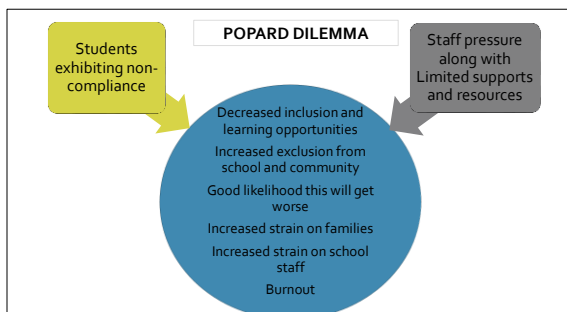 POPARD DILEMMA
Students
exhibiting non-
compliance
Staff pressure
along with
Limited supports
and resources
Decreased inclusion and
learning opportunities
Increased exclusion from
school and community
Good likelihood this will get
worse
Increased strain on families
Increased strain on school
staff
Burnout